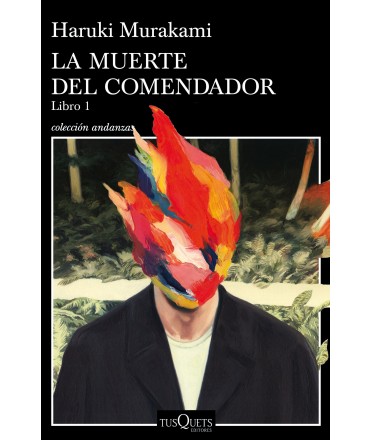 Haruki Murakami
LA MUERTE
DEL COMENDADOR
Libro 1
colección andanzas
TUSQUETS
EDITORES